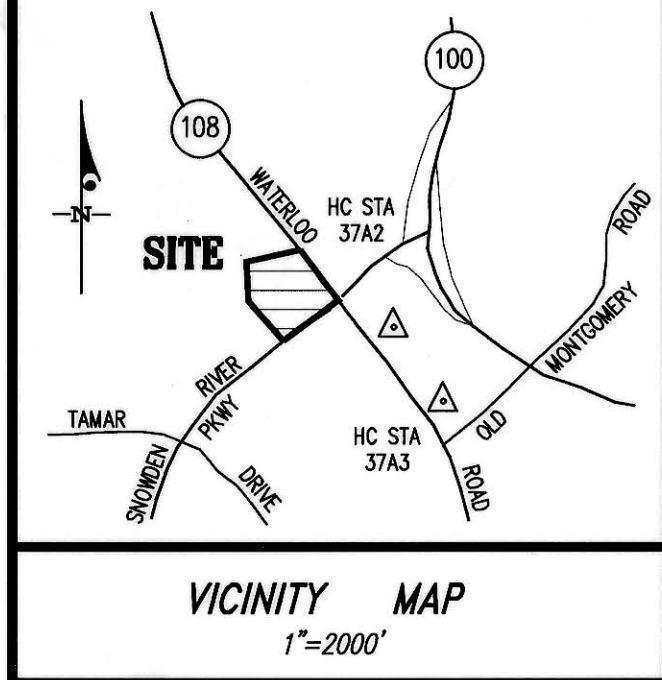 100
108
WATERLOO
HC STA
37A2
ROAD
N
SITE
MONTGOMERY
RIVER
TAMAR
PKWY
OLD
HC STA
37A3
SNOWDEN
DRIVE
ROAD
VICINITY MAP
1"=2000'